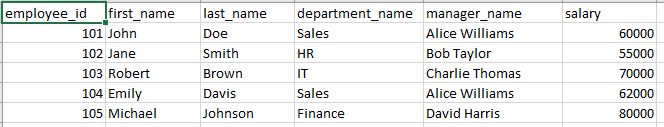 employee_id first_name last_name department_name manager_name salary
101 John Doe Sales Alice Williams 60000
102 Jane Smith HR Bob Taylor 55000
103 Robert Brown IT Charlie Thomas 70000
104 Emily Davis Sales Alice Williams 62000
105 Michael Johnson Finance David Harris 80000